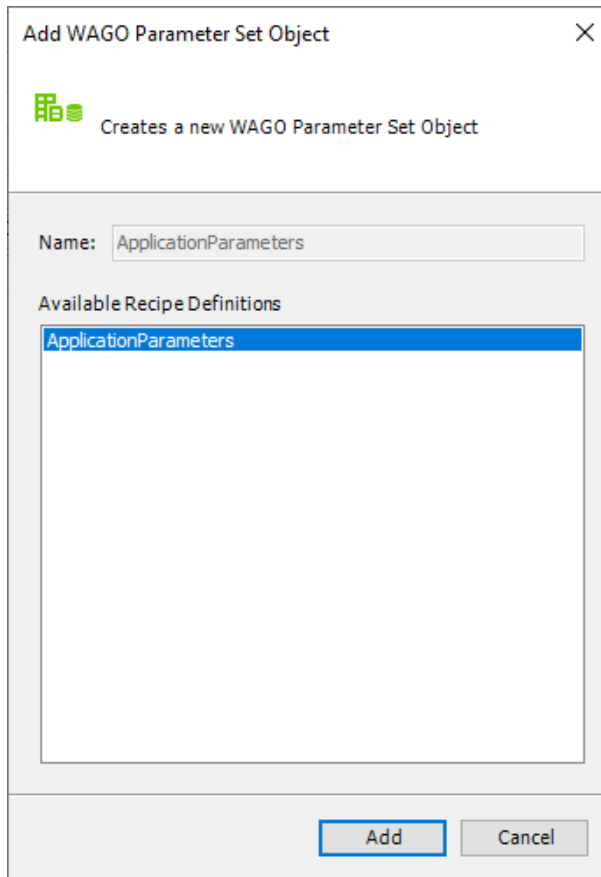 Add WAGO Parameter Set Object
Creates a new WAGO Parameter Set Object
Name: ApplicationParameters
Available Recipe Definitions
ApplicationParameters
Add Cancel